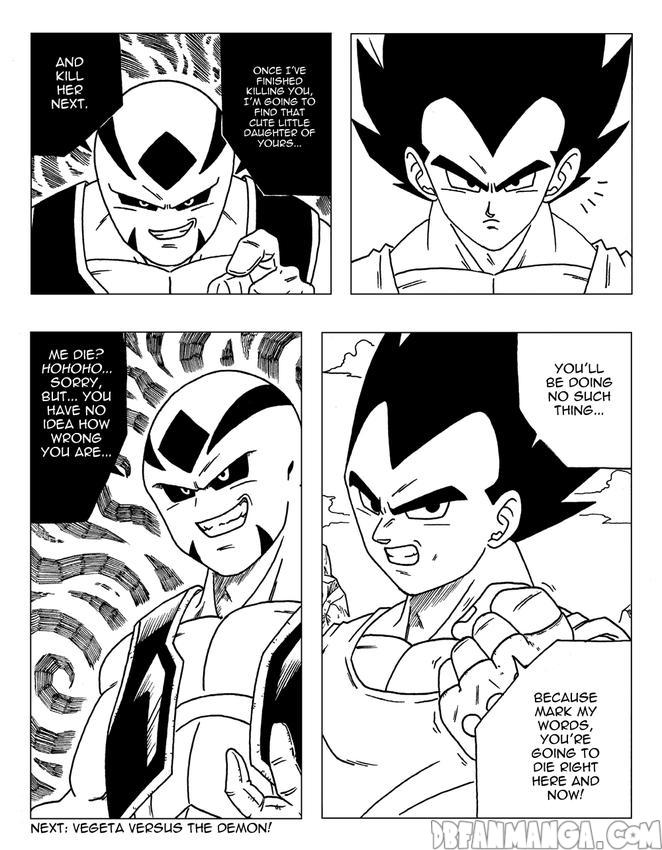 ONCE I'VE
FINISHED
KILLING YOU,
I'M GOING TO
FIND THAT
CUTE LITTLE
DAUGHTER OF
YOURS...
AND
KILL
HER
NEXT.
YOU'LL
BE DOING
NO SUCH
THING...
BECAUSE
MARK MY
WORDS,
YOU'RE
GOING TO
DIE RIGHT
HERE AND
NOW!
ME DIE?
HOHOHO...
SORRY,
BUT... YOU
HAVE NO
IDEA HOW
WRONG
YOU ARE...
NEXT: VEGETA VERSUS THE DEMON!
DBFANMANGA.COM